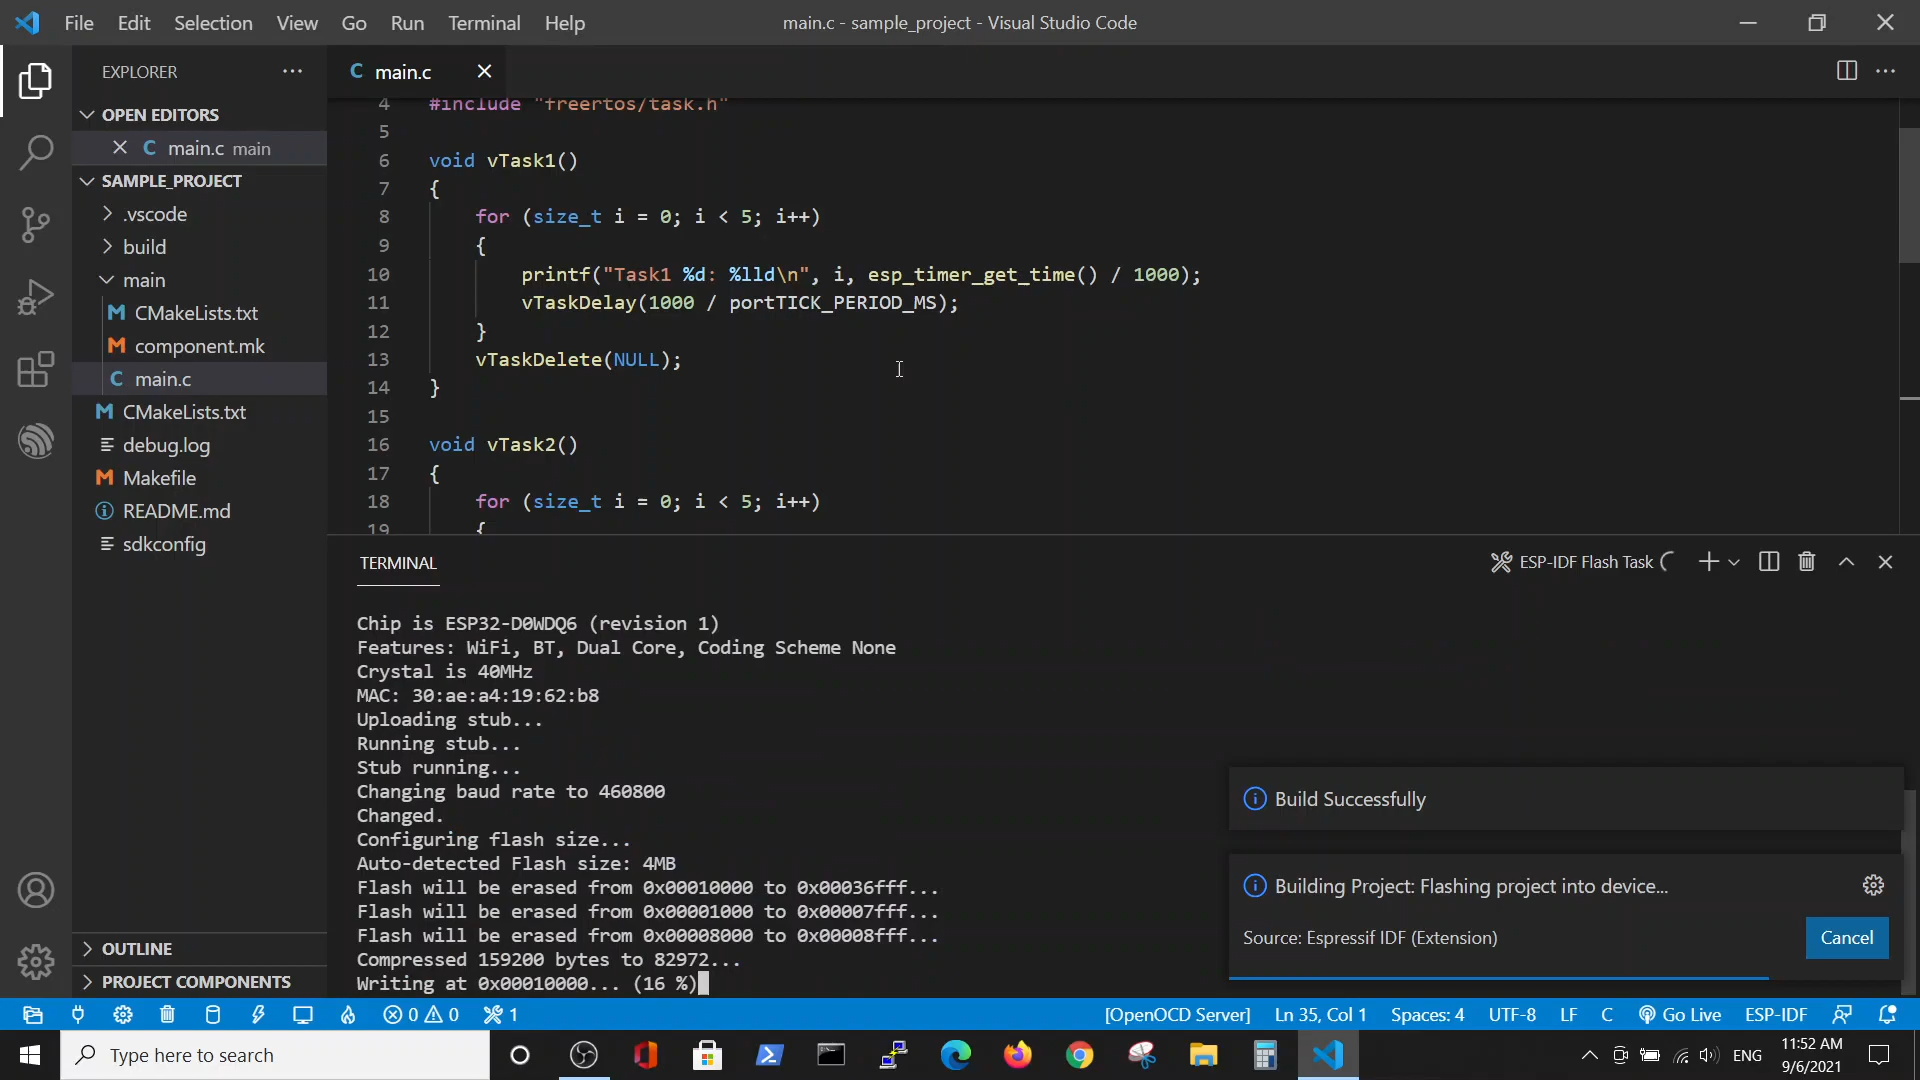 File Edit Selection View Go Run Terminal Help
main.c - sample_project - Visual Studio Code
EXPLORER
OPEN EDITORS
main.c main
SAMPLE_PROJECT
.vscode
build
main
CMakeLists.txt
component.mk
main.c
CMakeLists.txt
debug.log
Makefile
README.md
sdkconfig
OUTLINE
PROJECT COMPONENTS
main.c
4 #include "freertos/task.h"
5
6 void vTask1()
7 {
8 for (size_t i = 0; i < 5; i++)
9 {
10 printf("Task1 %d: %lld\n", i, esp_timer_get_time() / 1000);
11 vTaskDelay(1000 / portTICK_PERIOD_MS);
12 }
13 vTaskDelete(NULL);
14 }
15
16 void vTask2()
17 {
18 for (size_t i = 0; i < 5; i++)
19 {
TERMINAL
ESP-IDF Flash Task
Chip is ESP32-D0WDQ6 (revision 1)
Features: WiFi, BT, Dual Core, Coding Scheme None
Crystal is 40MHz
MAC: 30:ae:a4:19:62:b8
Uploading stub...
Running stub...
Stub running...
Changing baud rate to 460800
Changed.
Configuring flash size...
Auto-detected Flash size: 4MB
Flash will be erased from 0x00010000 to 0x00036fff...
Flash will be erased from 0x00001000 to 0x00007fff...
Flash will be erased from 0x00008000 to 0x00008fff...
Compressed 159200 bytes to 82972...
Writing at 0x00010000... (16 %)
Build Successfully
Building Project: Flashing project into device...
Source: Espressif IDF (Extension)
Cancel
0 0 1
[OpenOCD Server] Ln 35, Col 1 Spaces: 4 UTF-8 LF C Go Live ESP-IDF
Type here to search
ENG
11:52 AM
9/6/2021